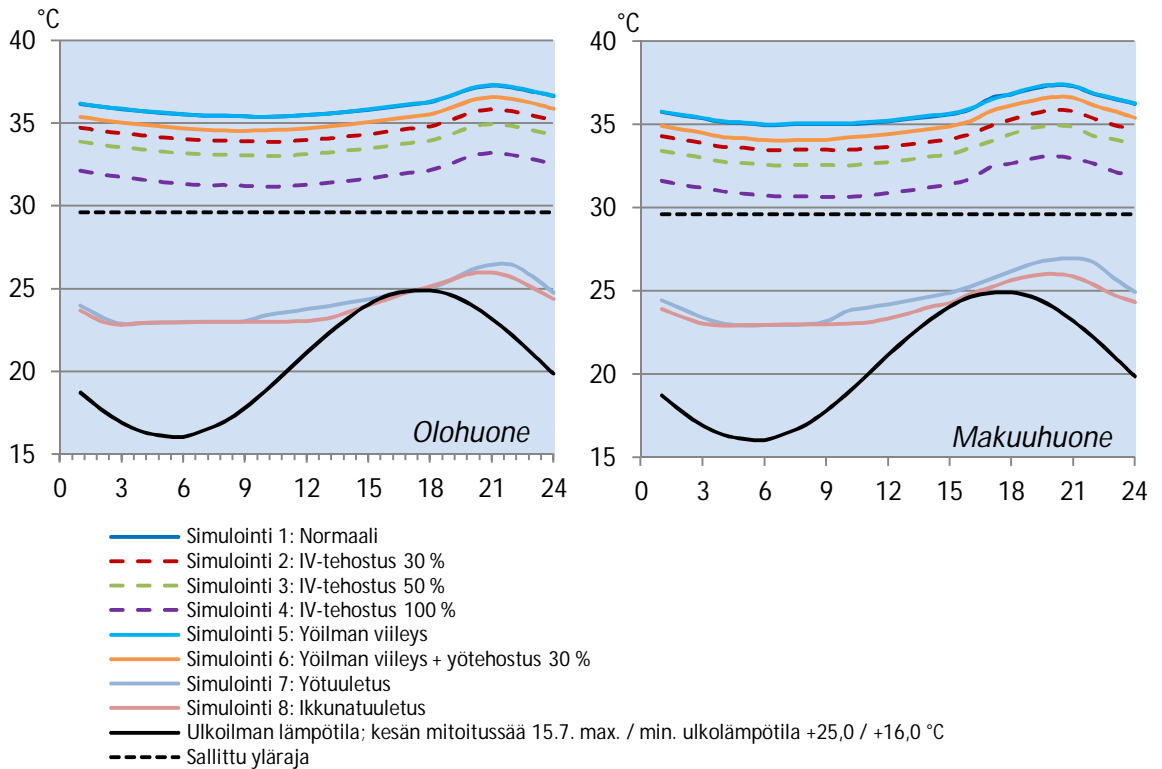 °C
40
35
30
25
20
15
0 3 6 9 12 15 18 21 24
Olohuone
°C
40
35
30
25
20
15
0 3 6 9 12 15 18 21 24
Makuuhuone
Simulointi 1: Normaali
Simulointi 2: IV-tehostus 30 %
Simulointi 3: IV-tehostus 50 %
Simulointi 4: IV-tehostus 100 %
Simulointi 5: Yöilman viileys
Simulointi 6: Yöilman viileys + yötehostus 30 %
Simulointi 7: Yötuuletus
Simulointi 8: Ikkunatuuletus
Ulkoilman lämpötila; kesän mitoitussää 15.7. max. / min. ulkolämpötila +25,0 / +16,0 °C
Sallittu yläraja